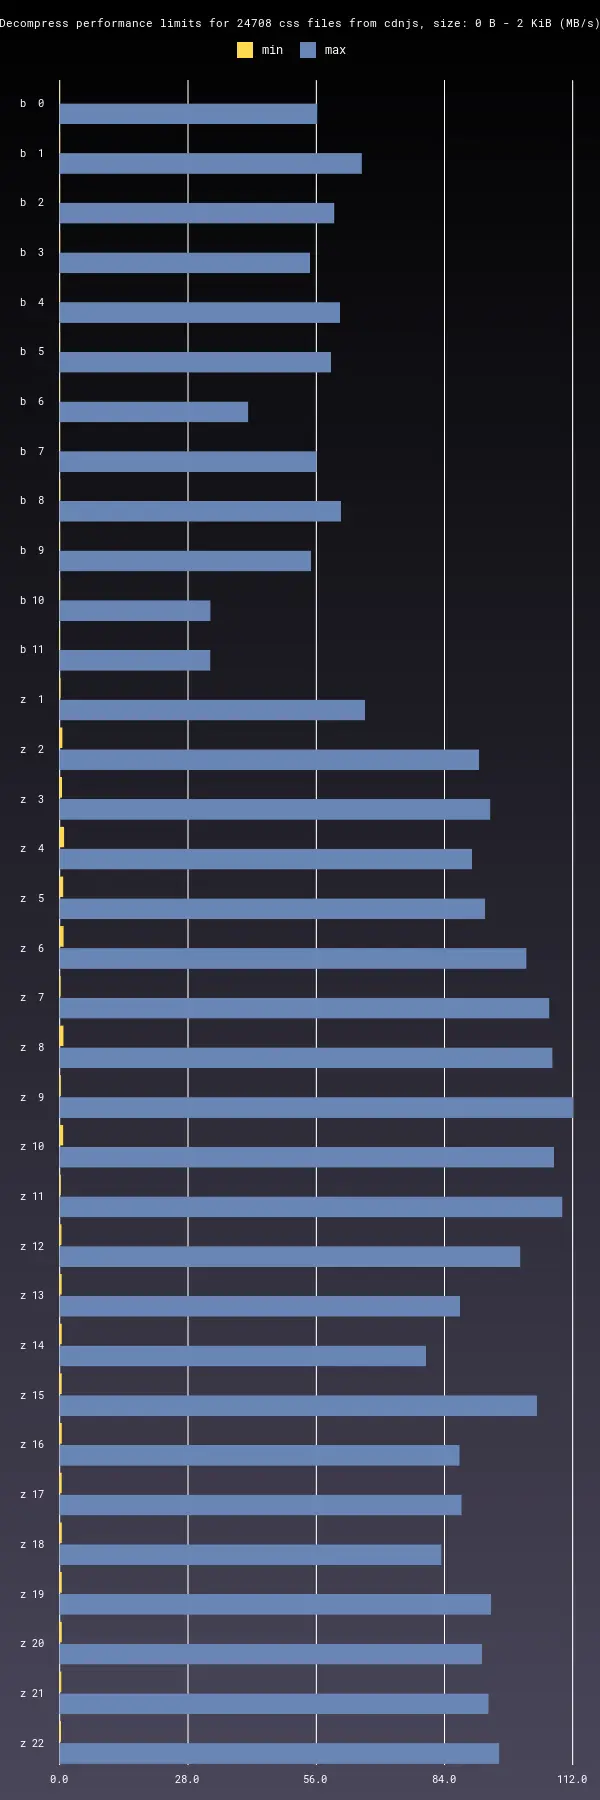 Decompress performance limits for 24708 css files from cdnjs, size: 0 B - 2 KiB (MB/s)
min max
b 0
b 1
b 2
b 3
b 4
b 5
b 6
b 7
b 8
b 9
b 10
b 11
z 1
z 2
z 3
z 4
z 5
z 6
z 7
z 8
z 9
z 10
z 11
z 12
z 13
z 14
z 15
z 16
z 17
z 18
z 19
z 20
z 21
z 22
0.0 28.0 56.0 84.0 112.0